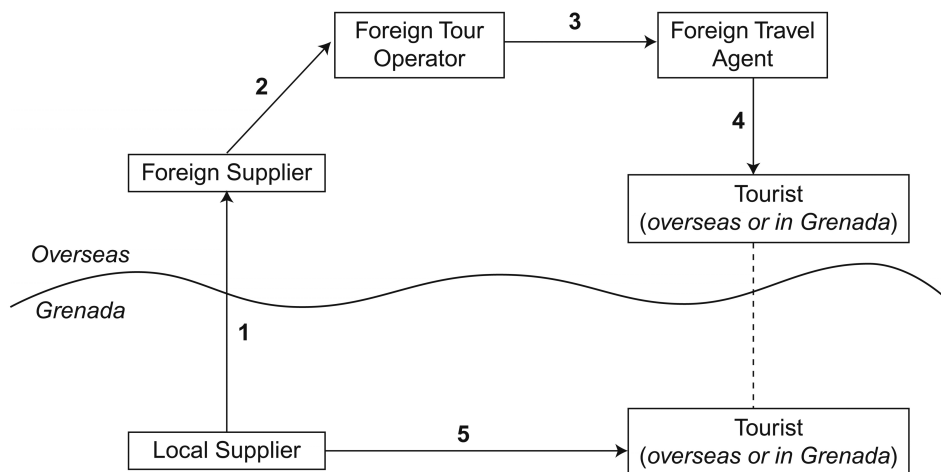 Foreign Tour
Operator
3
Foreign Travel
Agent
2
4
Foreign Supplier
Tourist
(overseas or in Grenada)
Overseas
Grenada
1
Local Supplier
5
Tourist
(overseas or in Grenada)